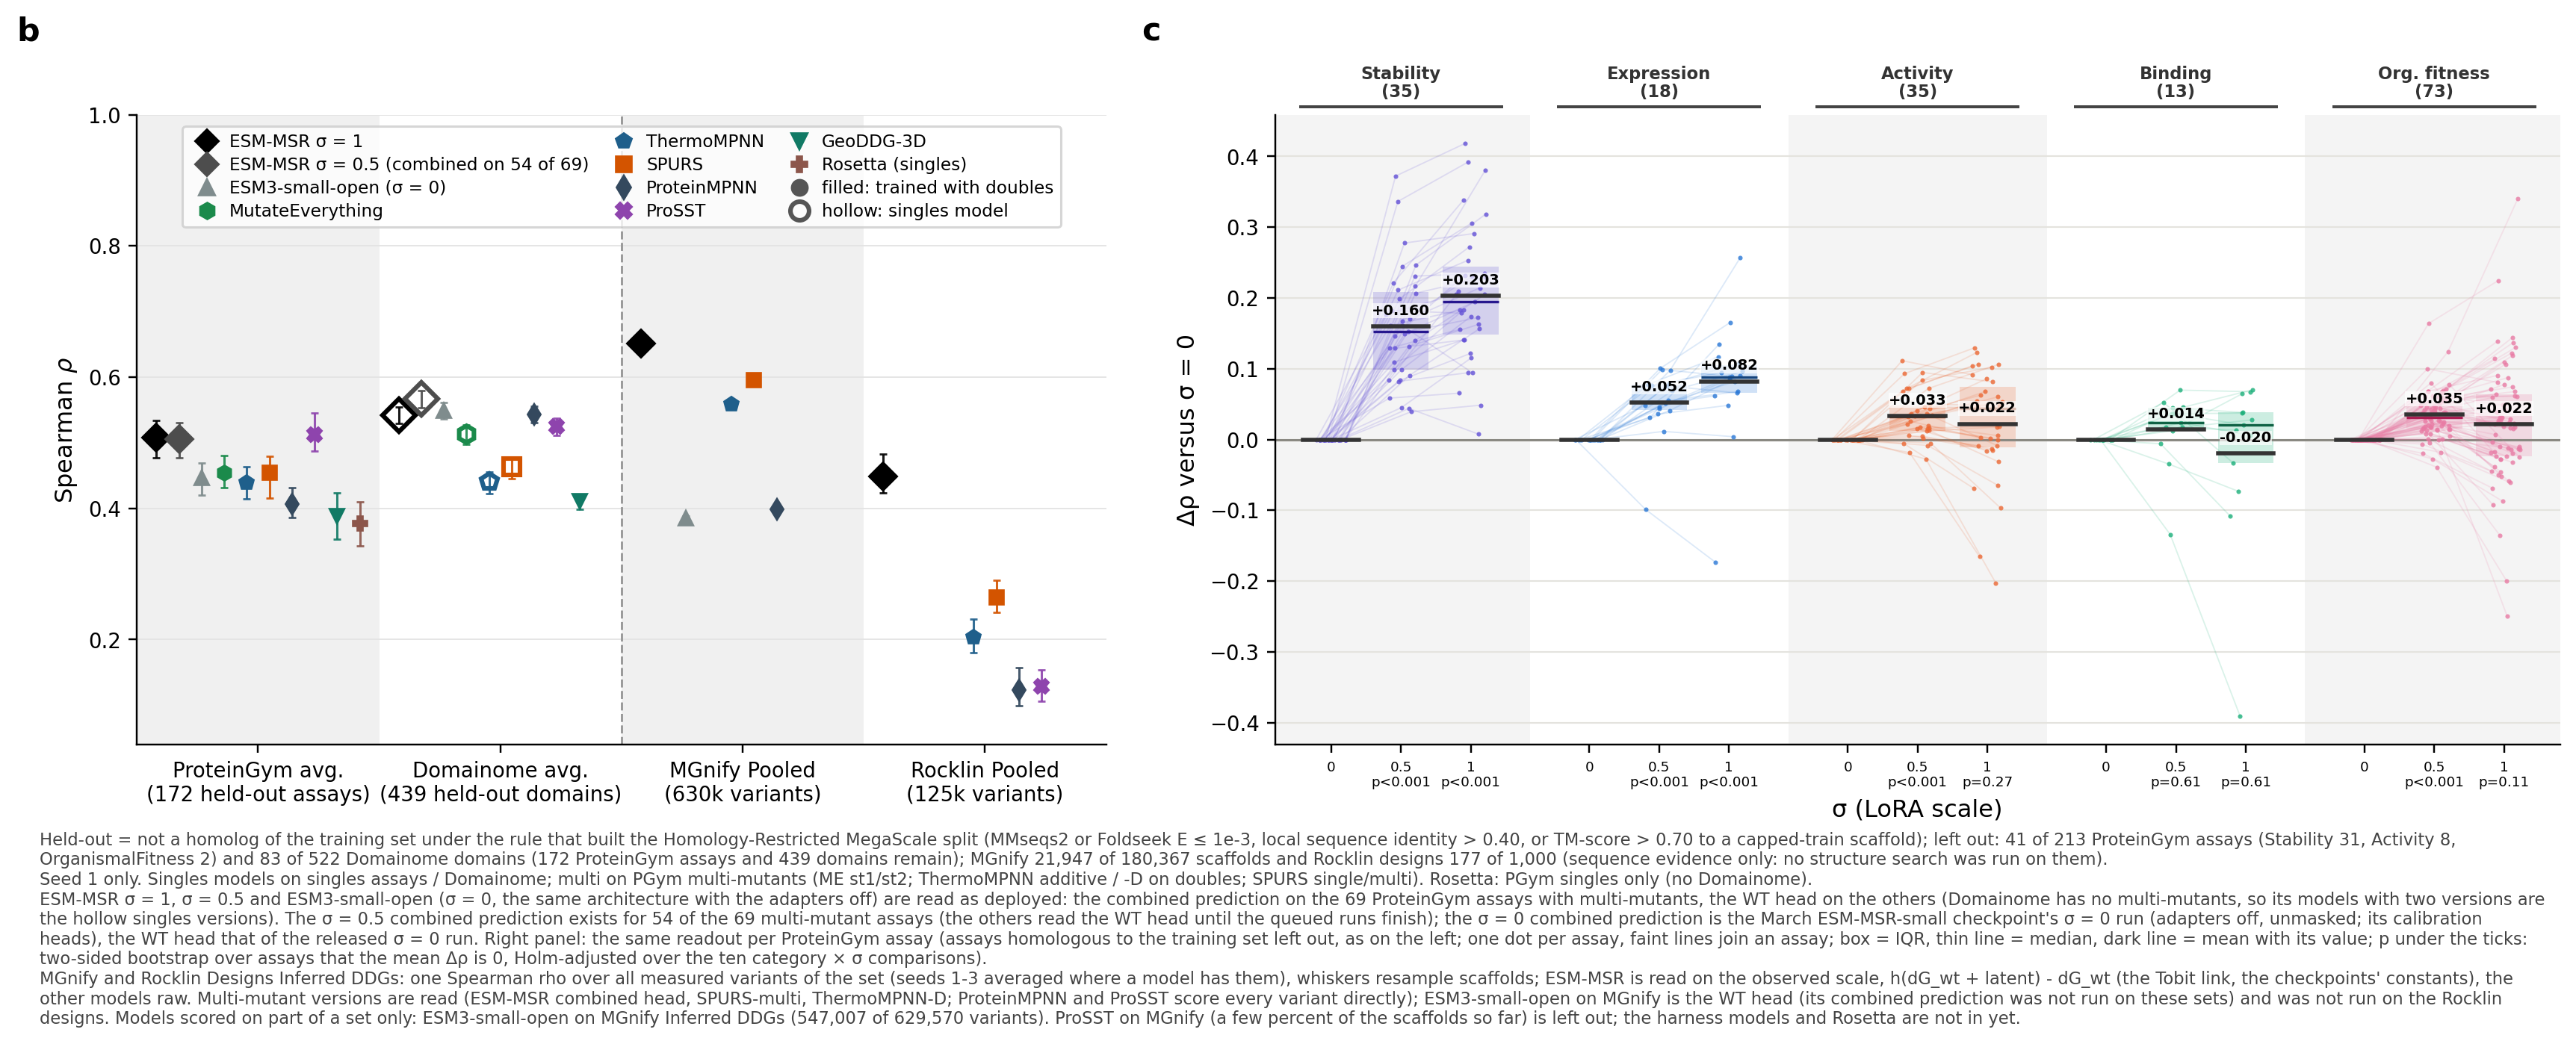 b
c
Stability
(35)
Expression
(18)
Activity
(35)
Binding
(13)
Org. fitness
(73)
Spearman ρ
1.0
0.8
0.6
0.4
0.2
ESM-MSR σ = 1
ESM-MSR σ = 0.5 (combined on 54 of 69)
ESM3-small-open (σ = 0)
MutateEverything
ThermoMPNN
SPURS
ProteinMPNN
ProSST
GeoDDG-3D
Rosetta (singles)
filled: trained with doubles
hollow: singles model
ProteinGym avg.
(172 held-out assays)
Domainome avg.
(439 held-out domains)
MGnify Pooled
(630k variants)
Rocklin Pooled
(125k variants)
Δρ versus σ = 0
0.4
0.3
0.2
0.1
0.0
−0.1
−0.2
−0.3
−0.4
+0.160
+0.203
+0.052
+0.082
+0.033
+0.022
+0.014
-0.020
+0.035
+0.022
0 0.5 1 0 0.5 1 0 0.5 1 0 0.5 1 0 0.5 1
p<0.001 p<0.001 p<0.001 p<0.001 p<0.001 p=0.27 p=0.61 p=0.61 p<0.001 p=0.11
σ (LoRA scale)
Held-out = not a homolog of the training set under the rule that built the Homology-Restricted MegaScale split (MMseqs2 or Foldseek E ≤ 1e-3, local sequence identity > 0.40, or TM-score > 0.70 to a capped-train scaffold); left out: 41 of 213 ProteinGym assays (Stability 31, Activity 8,
OrganismalFitness 2) and 83 of 522 Domainome domains (172 ProteinGym assays and 439 domains remain); MGnify 21,947 of 180,367 scaffolds and Rocklin designs 177 of 1,000 (sequence evidence only: no structure search was run on them).
Seed 1 only. Singles models on singles assays / Domainome; multi on PGym multi-mutants (ME st1/st2; ThermoMPNN additive / -D on doubles; SPURS single/multi). Rosetta: PGym singles only (no Domainome).
ESM-MSR σ = 1, σ = 0.5 and ESM3-small-open (σ = 0, the same architecture with the adapters off) are read as deployed: the combined prediction on the 69 ProteinGym assays with multi-mutants, the WT head on the others (Domainome has no multi-mutants, so its models with two versions are
the hollow singles versions). The σ = 0.5 combined prediction exists for 54 of the 69 multi-mutant assays (the others read the WT head until the queued runs finish); the σ = 0 combined prediction is the March ESM-MSR-small checkpoint's σ = 0 run (adapters off, unmasked; its calibration
heads), the WT head that of the released σ = 0 run. Right panel: the same readout per ProteinGym assay (assays homologous to the training set left out, as on the left; one dot per assay, faint lines join an assay; box = IQR, thin line = median, dark line = mean with its value; p under the ticks:
two-sided bootstrap over assays that the mean Δρ is 0, Holm-adjusted over the ten category × σ comparisons).
MGnify and Rocklin Designs Inferred DDGs: one Spearman rho over all measured variants of the set (seeds 1-3 averaged where a model has them), whiskers resample scaffolds; ESM-MSR is read on the observed scale, h(dG_wt + latent) - dG_wt (the Tobit link, the checkpoints' constants), the
other models raw. Multi-mutant versions are read (ESM-MSR combined head, SPURS-multi, ThermoMPNN-D; ProteinMPNN and ProSST score every variant directly); ESM3-small-open on MGnify is the WT head (its combined prediction was not run on these sets) and was not run on the Rocklin
designs. Models scored on part of a set only: ESM3-small-open on MGnify Inferred DDGs (547,007 of 629,570 variants). ProSST on MGnify (a few percent of the scaffolds so far) is left out; the harness models and Rosetta are not in yet.